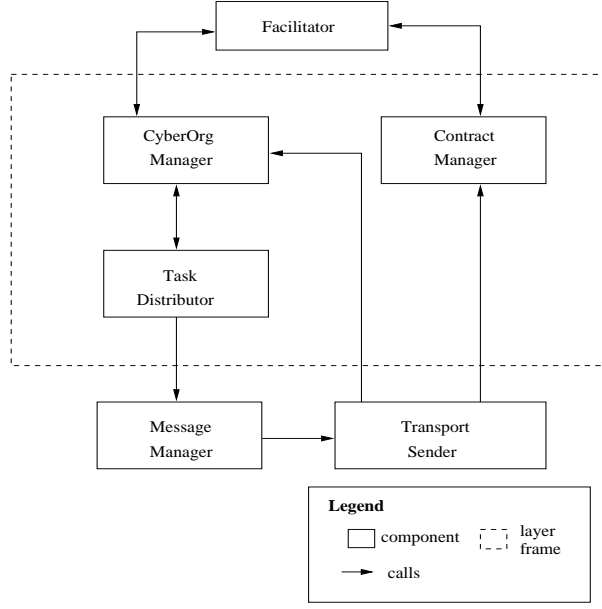 Facilitator
CyberOrg
Manager
Contract
Manager
Task
Distributor
Message
Manager
Transport
Sender
Legend
component
layer
frame
calls